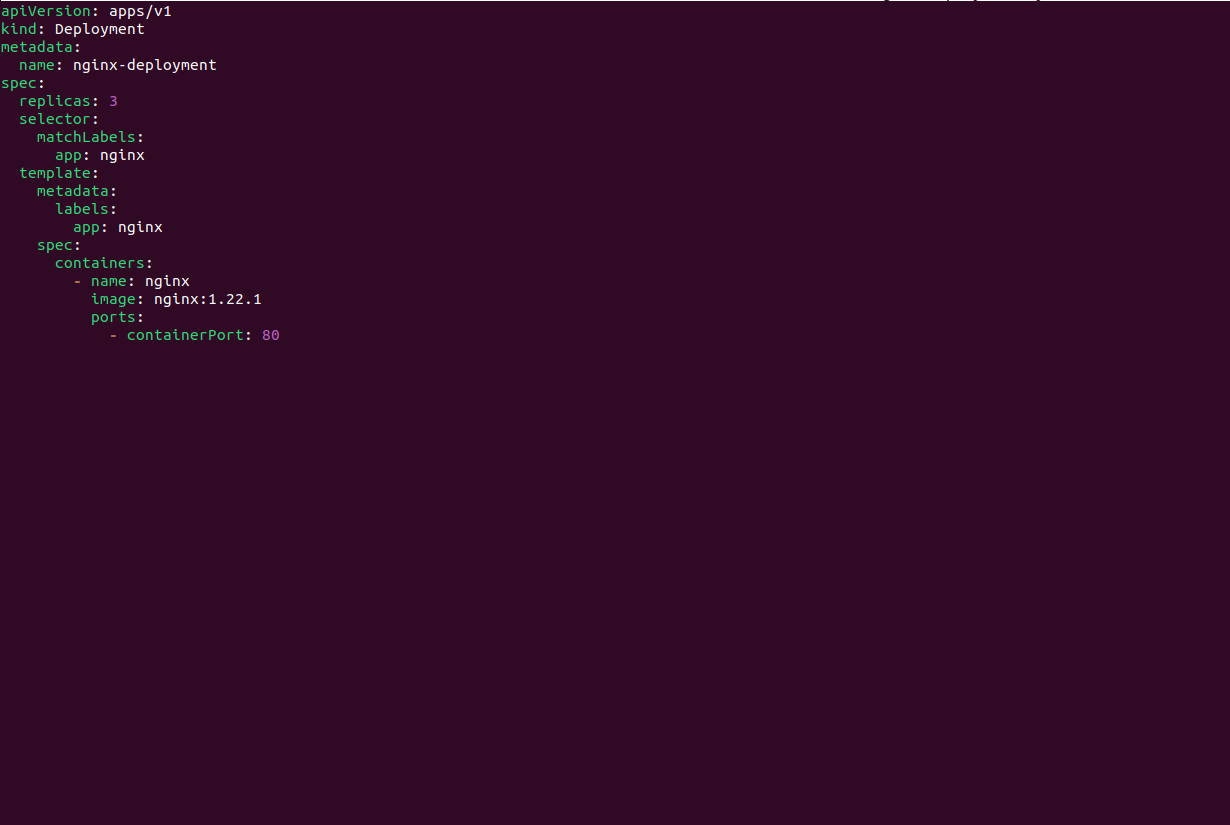 apiVersion: apps/v1
kind: Deployment
metadata:
  name: nginx-deployment
spec:
  replicas: 3
  selector:
    matchLabels:
      app: nginx
  template:
    metadata:
      labels:
        app: nginx
    spec:
      containers:
        - name: nginx
          image: nginx:1.22.1
          ports:
            - containerPort: 80